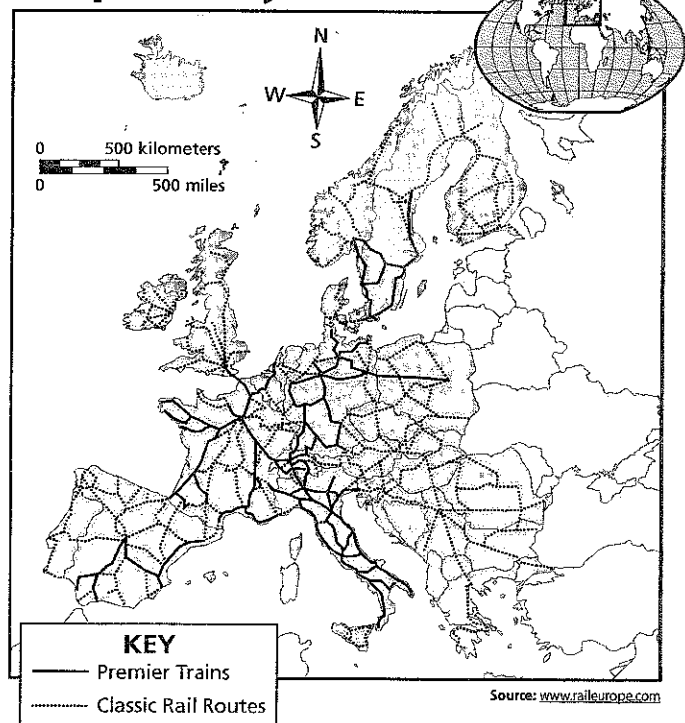 N
W E
S
0 500 kilometers
0 500 miles
KEY
Premier Trains
Classic Rail Routes
Source: www.raileurope.com